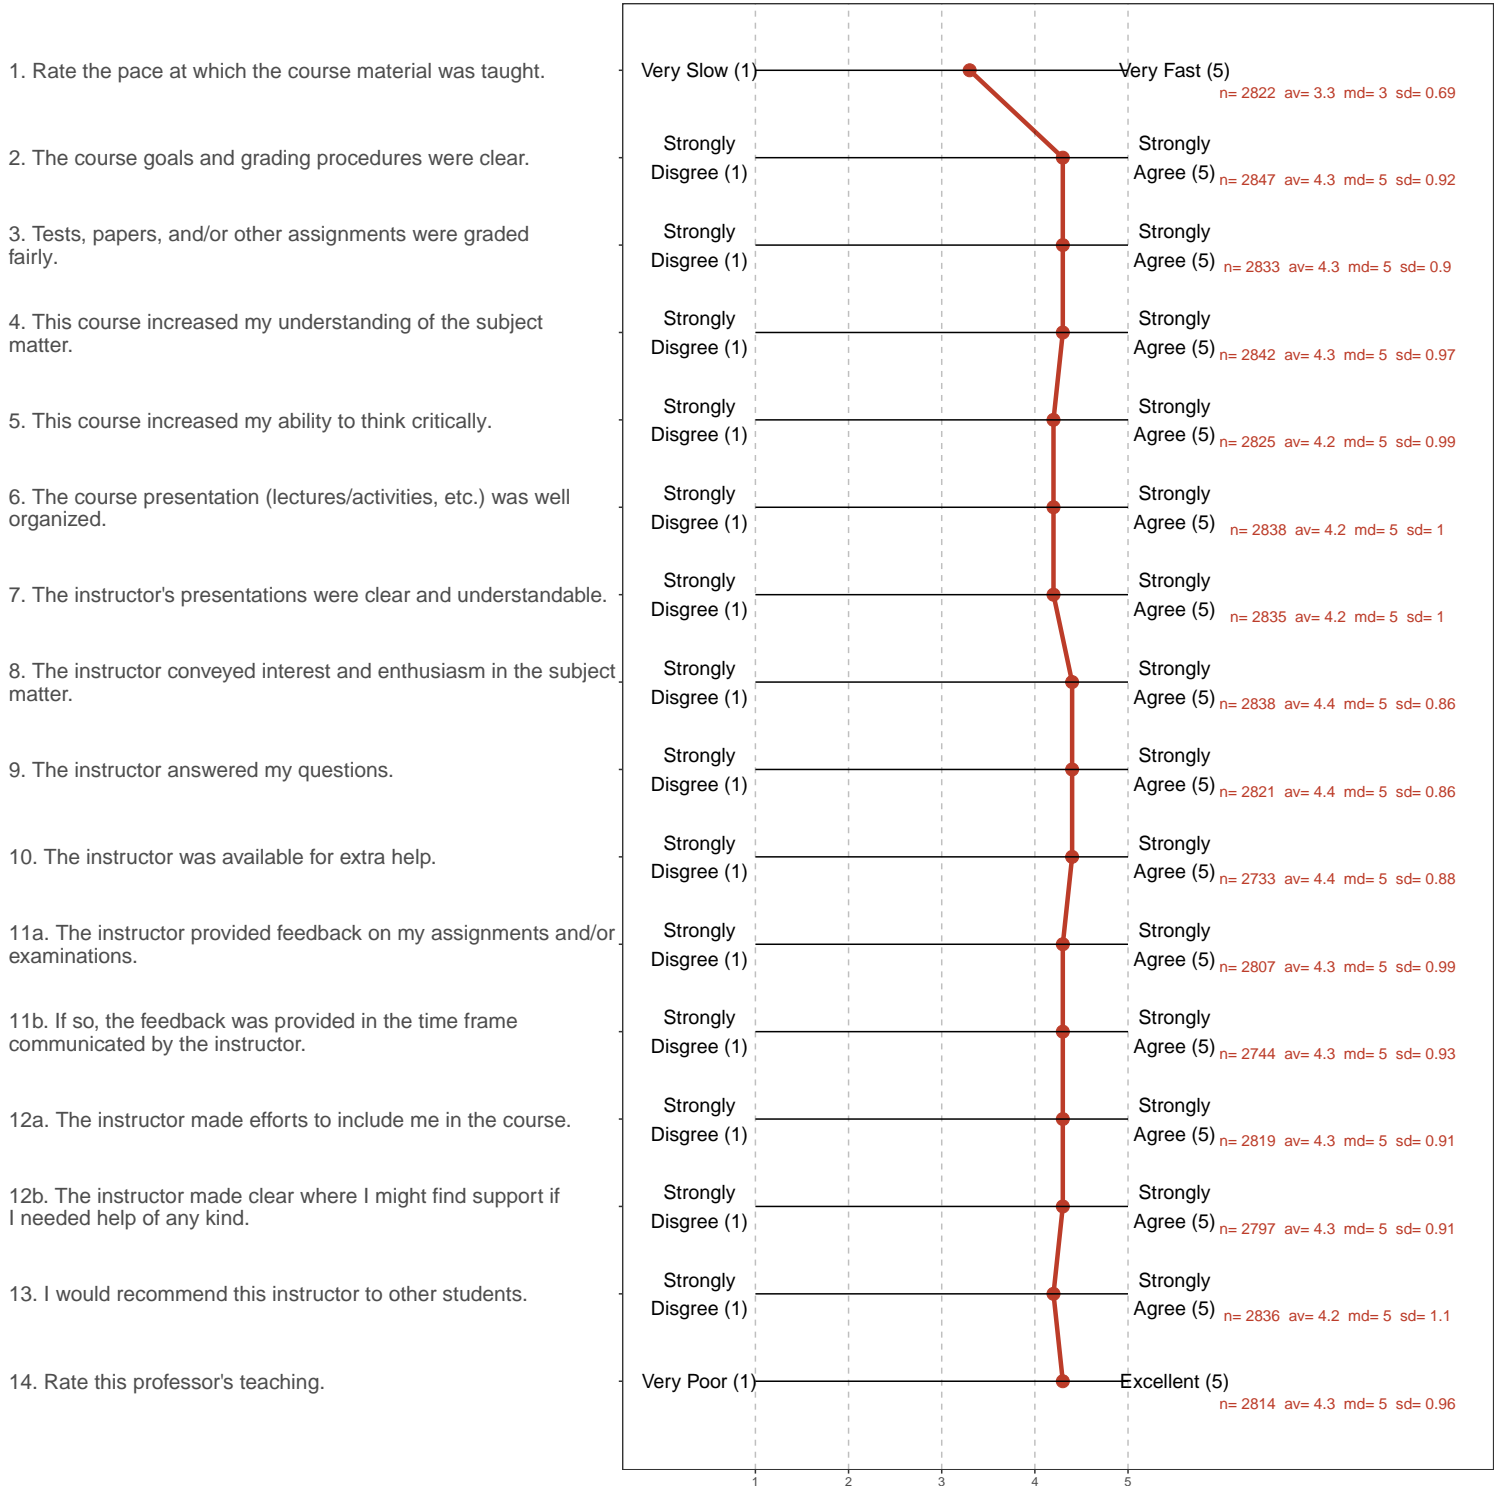 1. Rate the pace at which the course material was taught.
Very Slow (1)
Very Fast (5)
n= 2822 av= 3.3 md= 3 sd= 0.69
2. The course goals and grading procedures were clear.
Strongly
Disgree (1)
Strongly
Agree (5)
n= 2847 av= 4.3 md= 5 sd= 0.92
3. Tests, papers, and/or other assignments were graded
fairly.
Strongly
Disgree (1)
Strongly
Agree (5)
n= 2833 av= 4.3 md= 5 sd= 0.9
4. This course increased my understanding of the subject
matter.
Strongly
Disgree (1)
Strongly
Agree (5)
n= 2842 av= 4.3 md= 5 sd= 0.97
5. This course increased my ability to think critically.
Strongly
Disgree (1)
Strongly
Agree (5)
n= 2825 av= 4.2 md= 5 sd= 0.99
6. The course presentation (lectures/activities, etc.) was well
organized.
Strongly
Disgree (1)
Strongly
Agree (5)
n= 2838 av= 4.2 md= 5 sd= 1
7. The instructor's presentations were clear and understandable.
Strongly
Disgree (1)
Strongly
Agree (5)
n= 2835 av= 4.2 md= 5 sd= 1
8. The instructor conveyed interest and enthusiasm in the subject
matter.
Strongly
Disgree (1)
Strongly
Agree (5)
n= 2838 av= 4.4 md= 5 sd= 0.86
9. The instructor answered my questions.
Strongly
Disgree (1)
Strongly
Agree (5)
n= 2821 av= 4.4 md= 5 sd= 0.86
10. The instructor was available for extra help.
Strongly
Disgree (1)
Strongly
Agree (5)
n= 2733 av= 4.4 md= 5 sd= 0.88
11a. The instructor provided feedback on my assignments and/or
examinations.
Strongly
Disgree (1)
Strongly
Agree (5)
n= 2807 av= 4.3 md= 5 sd= 0.99
11b. If so, the feedback was provided in the time frame
communicated by the instructor.
Strongly
Disgree (1)
Strongly
Agree (5)
n= 2744 av= 4.3 md= 5 sd= 0.93
12a. The instructor made efforts to include me in the course.
Strongly
Disgree (1)
Strongly
Agree (5)
n= 2819 av= 4.3 md= 5 sd= 0.91
12b. The instructor made clear where I might find support if
I needed help of any kind.
Strongly
Disgree (1)
Strongly
Agree (5)
n= 2797 av= 4.3 md= 5 sd= 0.91
13. I would recommend this instructor to other students.
Strongly
Disgree (1)
Strongly
Agree (5)
n= 2836 av= 4.2 md= 5 sd= 1.1
14. Rate this professor's teaching.
Very Poor (1)
Excellent (5)
n= 2814 av= 4.3 md= 5 sd= 0.96
1 2 3 4 5